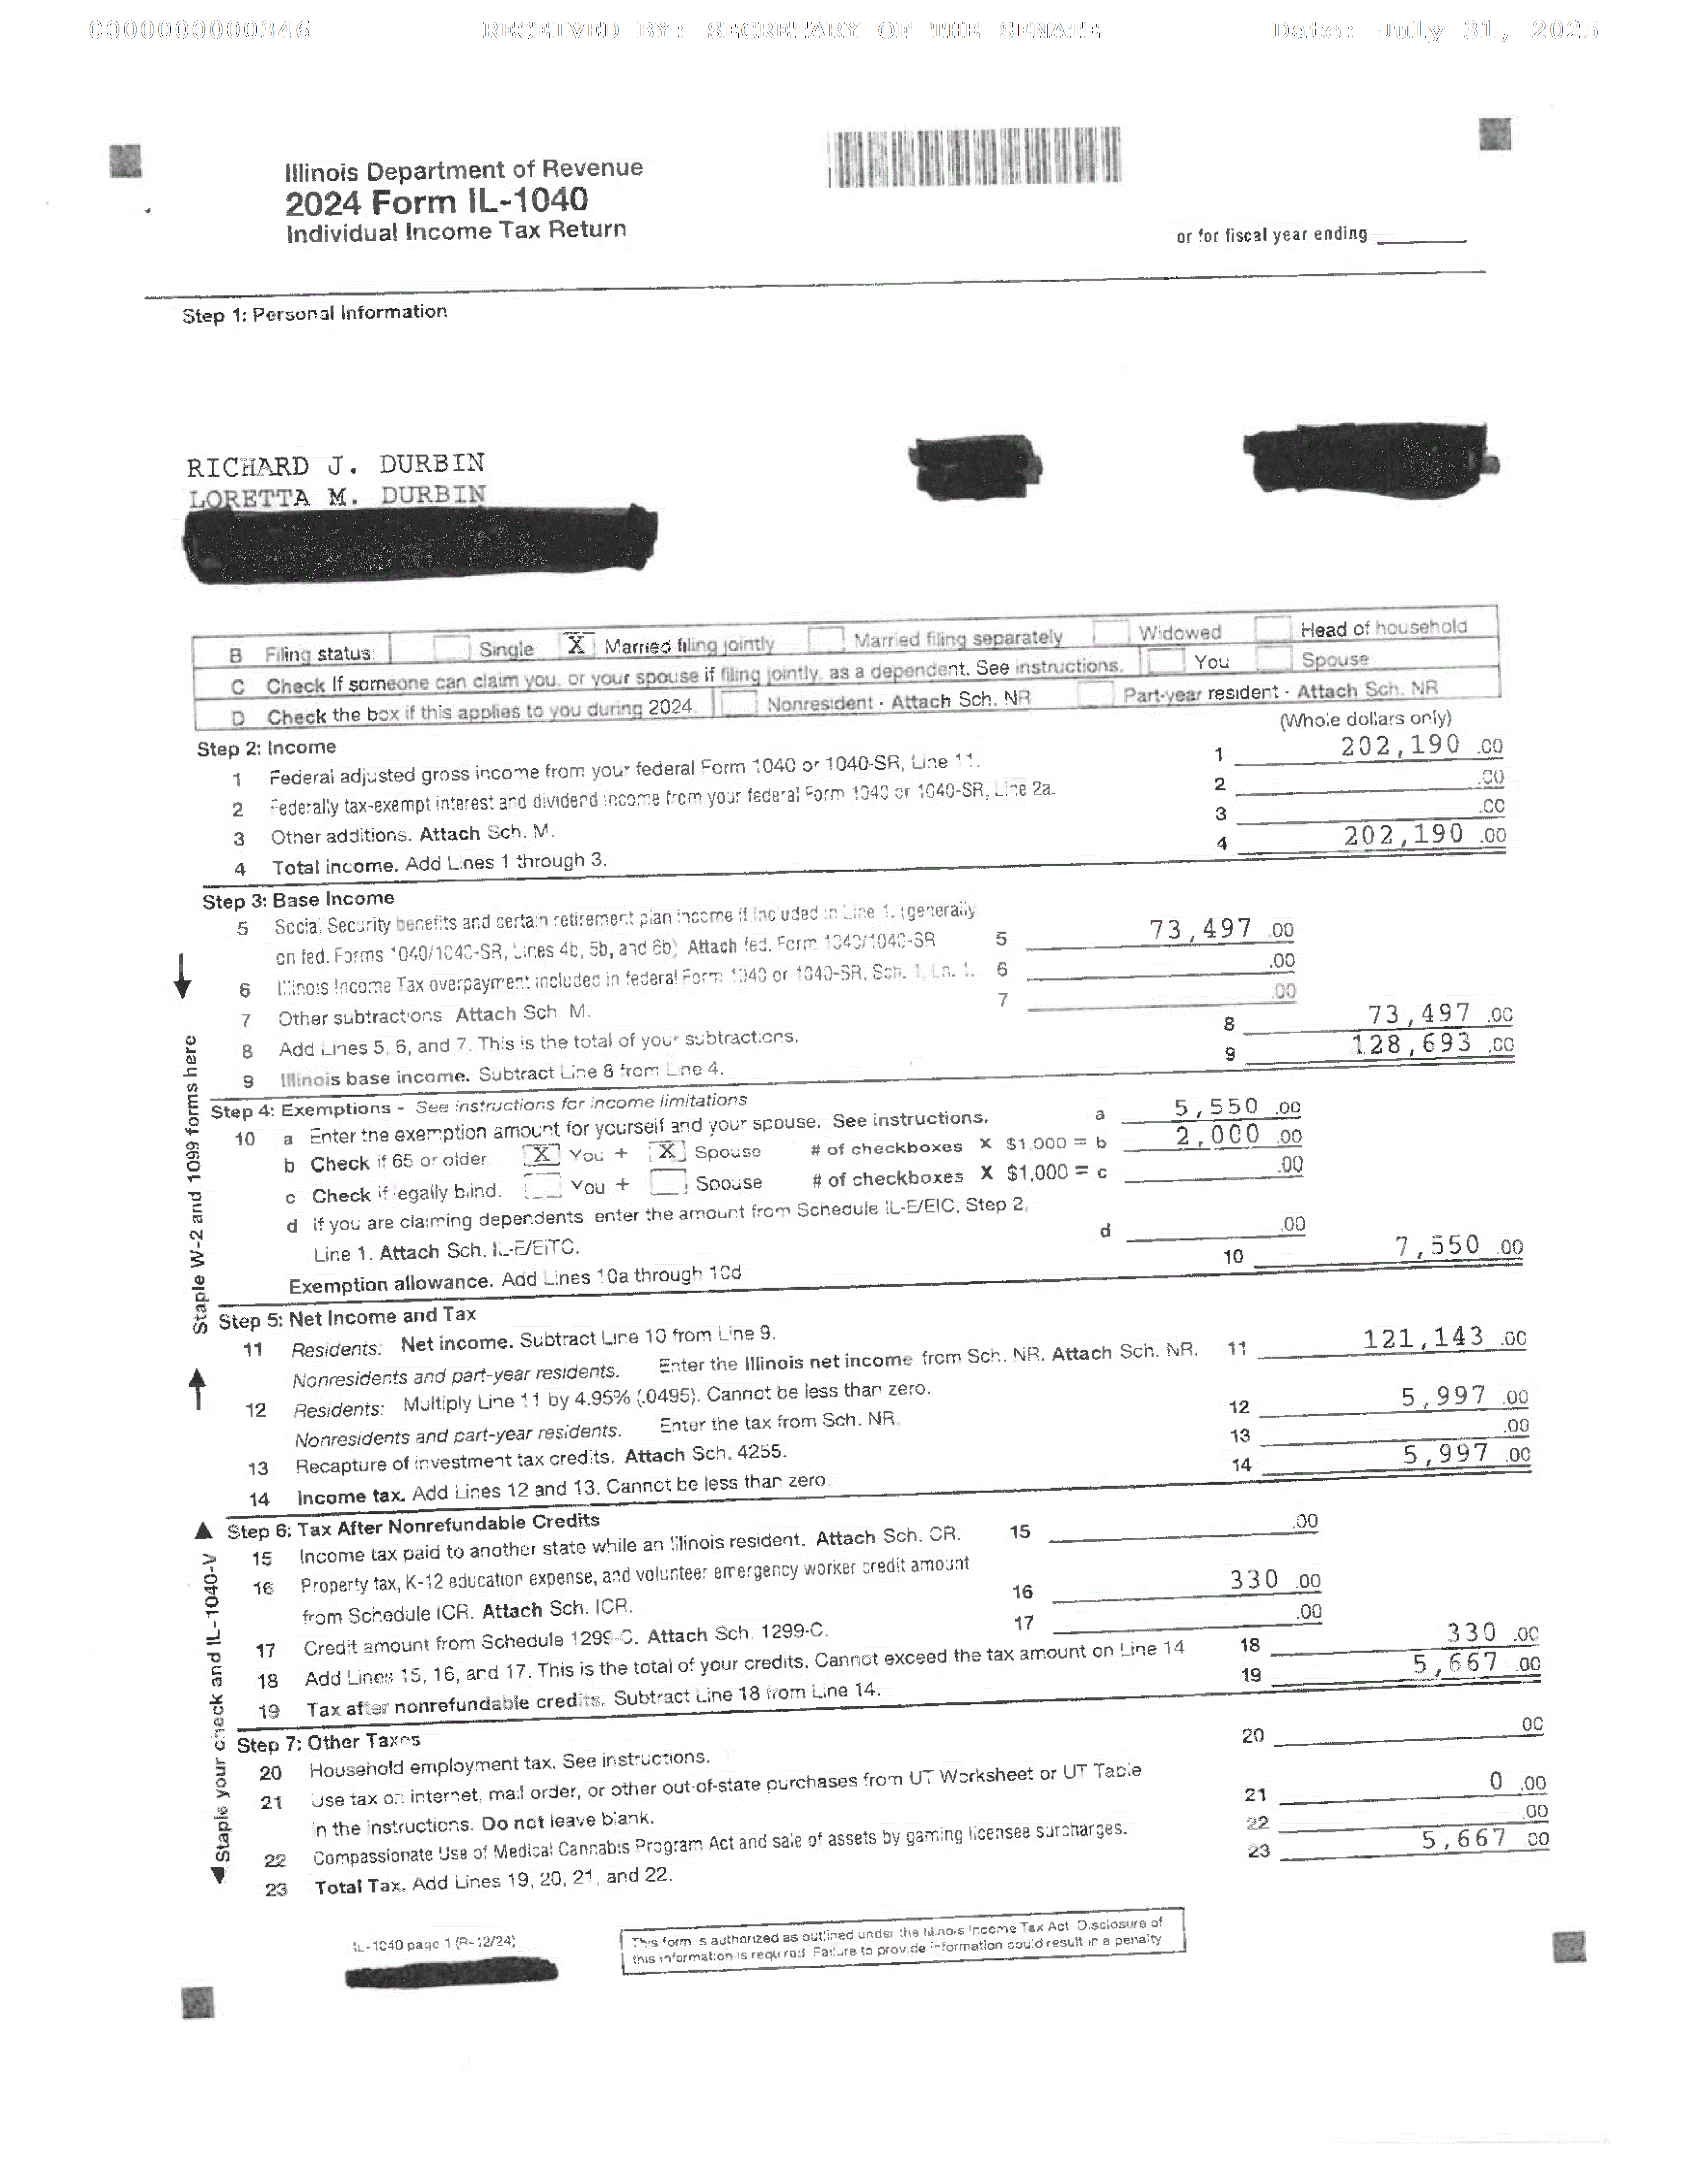 0000000000346 RECEIVED BY: SECRETARY OF THE SENATE Date: July 31, 2025
Illinois Department of Revenue
2024 Form IL-1040
Individual Income Tax Return
or for fiscal year ending
Step 1: Personal Information
RICHARD J. DURBIN
LORETTA M. DURBIN
B Filing status: Single X Married filing jointly Married filing separately Widowed Head of household
C Check If someone can claim you, or your spouse if filing jointly, as a dependent. See instructions. You Spouse
D Check the box if this applies to you during 2024. Nonresident - Attach Sch. NR Part-year resident - Attach Sch. NR
(Whole dollars only)
Step 2: Income
1 Federal adjusted gross income from your federal Form 1040 or 1040-SR, Line 11. 1 202,190 .00
2 Federally tax-exempt interest and dividend income from your federal Form 1040 or 1040-SR, Line 2a. 2 .00
3 Other additions. Attach Sch. M. 3 .00
4 Total income. Add Lines 1 through 3. 4 202,190 .00
Step 3: Base Income
5 Social Security benefits and certain retirement plan income if included in Line 1. (generally
on fed. Forms 1040/1040-SR, Lines 4b, 5b, and 6b) Attach fed. Form 1040/1040-SR 5 73,497 .00
6 Illinois Income Tax overpayment included in federal Form 1040 or 1040-SR, Sch. 1, Ln. 1. 6 .00
7 Other subtractions Attach Sch M. 7 .00
8 Add Lines 5, 6, and 7. This is the total of your subtractions. 8 73,497 .00
9 Illinois base income. Subtract Line 8 from Line 4. 9 128,693 .00
Staple W-2 and 1099 forms here
Step 4: Exemptions - See instructions for income limitations
10 a Enter the exemption amount for yourself and your spouse. See instructions. a 5,550 .00
b Check if 65 or older X You + X Spouse # of checkboxes X $1,000 = b 2,000 .00
c Check if legally blind. You + Spouse # of checkboxes X $1,000 = c .00
d If you are claiming dependents, enter the amount from Schedule IL-E/EIC, Step 2,
Line 1. Attach Sch. IL-E/EITC. d .00
Exemption allowance. Add Lines 10a through 10d 10 7,550 .00
Step 5: Net Income and Tax
11 Residents: Net income. Subtract Line 10 from Line 9.
Nonresidents and part-year residents. Enter the Illinois net income from Sch. NR. Attach Sch. NR. 11 121,143 .00
12 Residents: Multiply Line 11 by 4.95% (.0495). Cannot be less than zero.
Nonresidents and part-year residents. Enter the tax from Sch. NR. 12 5,997 .00
13 Recapture of investment tax credits. Attach Sch. 4255. 13 .00
14 Income tax. Add Lines 12 and 13. Cannot be less than zero. 14 5,997 .00
Step 6: Tax After Nonrefundable Credits
15 Income tax paid to another state while an Illinois resident. Attach Sch. CR. 15 .00
16 Property tax, K-12 education expense, and volunteer emergency worker credit amount
from Schedule ICR. Attach Sch. ICR. 16 330 .00
17 Credit amount from Schedule 1299-C. Attach Sch. 1299-C. 17 .00
18 Add Lines 15, 16, and 17. This is the total of your credits. Cannot exceed the tax amount on Line 14 18 330 .00
19 Tax after nonrefundable credits. Subtract Line 18 from Line 14. 19 5,667 .00
Staple your check and IL-1040-V
Step 7: Other Taxes
20 Household employment tax. See instructions. 20 00
21 Use tax on internet, mail order, or other out-of-state purchases from UT Worksheet or UT Table
in the instructions. Do not leave blank. 21 0 .00
22 Compassionate Use of Medical Cannabis Program Act and sale of assets by gaming licensee surcharges. 22 .00
23 Total Tax. Add Lines 19, 20, 21, and 22. 23 5,667 00
IL-1040 page 1 (R-12/24)
This form is authorized as outlined under the Illinois Income Tax Act Disclosure of
this information is required. Failure to provide information could result in a penalty